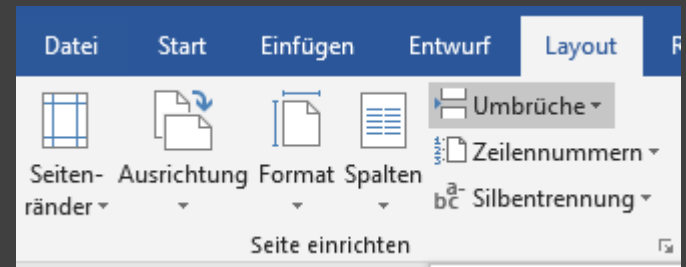 Datei Start Einfügen Entwurf Layout
Umbrüche
Zeilennummern
Seiten-
ränder Ausrichtung Format Spalten
Silbentrennung
Seite einrichten